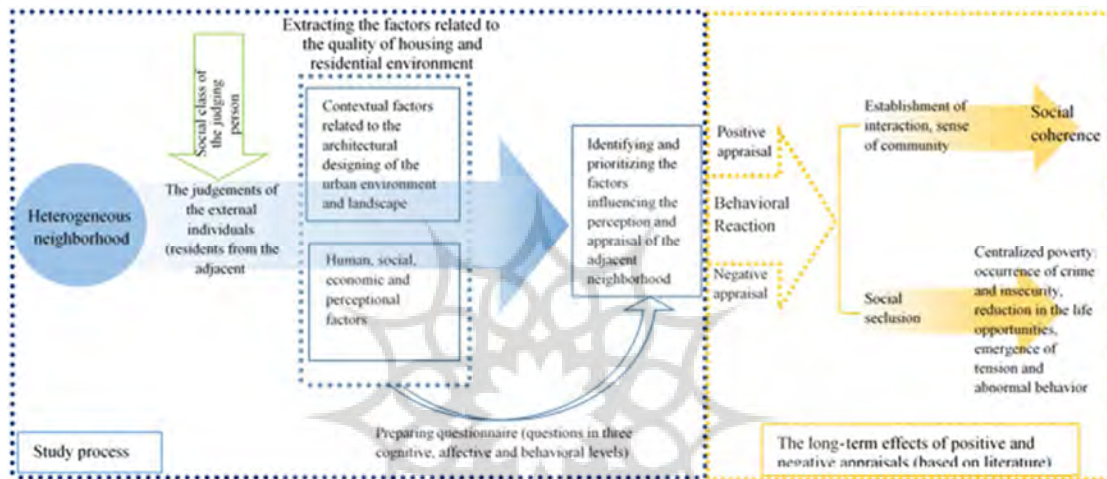 Extracting the factors related to
the quality of housing and
residential environment
Social class of
the judging
person
Heterogeneous
neighborhood
The judgements of
the external
individuals
(residents from the
adjacent
Contextual factors
related to the
architectural
designing of the
urban environment
and landscape
Human, social,
economic and
perceptional
factors
Identifying and
prioritizing the
factors
influencing the
perception and
appraisal of the
adjacent
neighborhood
Preparing questionnaire (questions in three
cognitive, affective and behavioral levels)
Study process
Positive
appraisal
Behavioral
Reaction
Negative
appraisal
Establishment of
interaction, sense
of community
Social
coherence
Social
seclusion
Centralized poverty:
occurrence of crime
and insecurity,
reduction in the life
opportunities,
emergence of
tension and
abnormal behavior
The long-term effects of positive and
negative appraisals (based on literature)